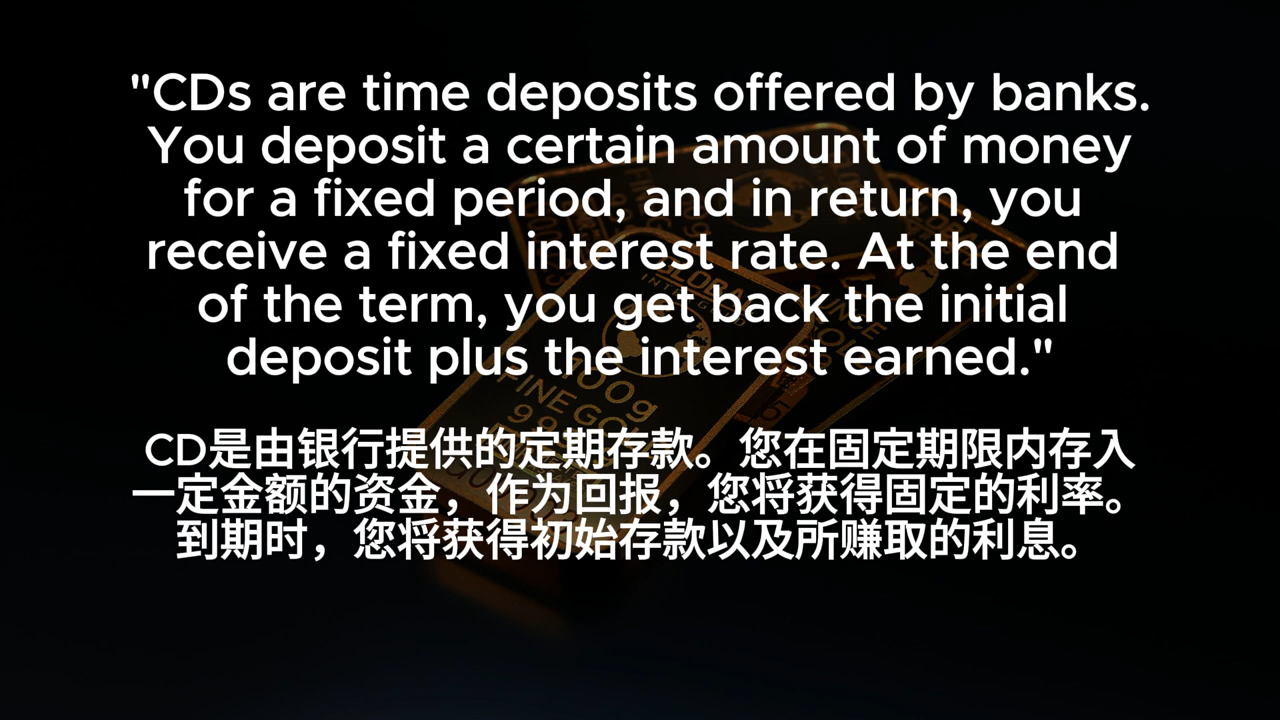 "CDs are time deposits offered by banks.
You deposit a certain amount of money
for a fixed period, and in return, you
receive a fixed interest rate. At the end
of the term, you get back the initial
deposit plus the interest earned."
CD是由银行提供的定期存款。您在固定期限内存入
一定金额的资金，作为回报，您将获得固定的利率。
到期时，您将获得初始存款以及所赚取的利息。
100g
FINE GO